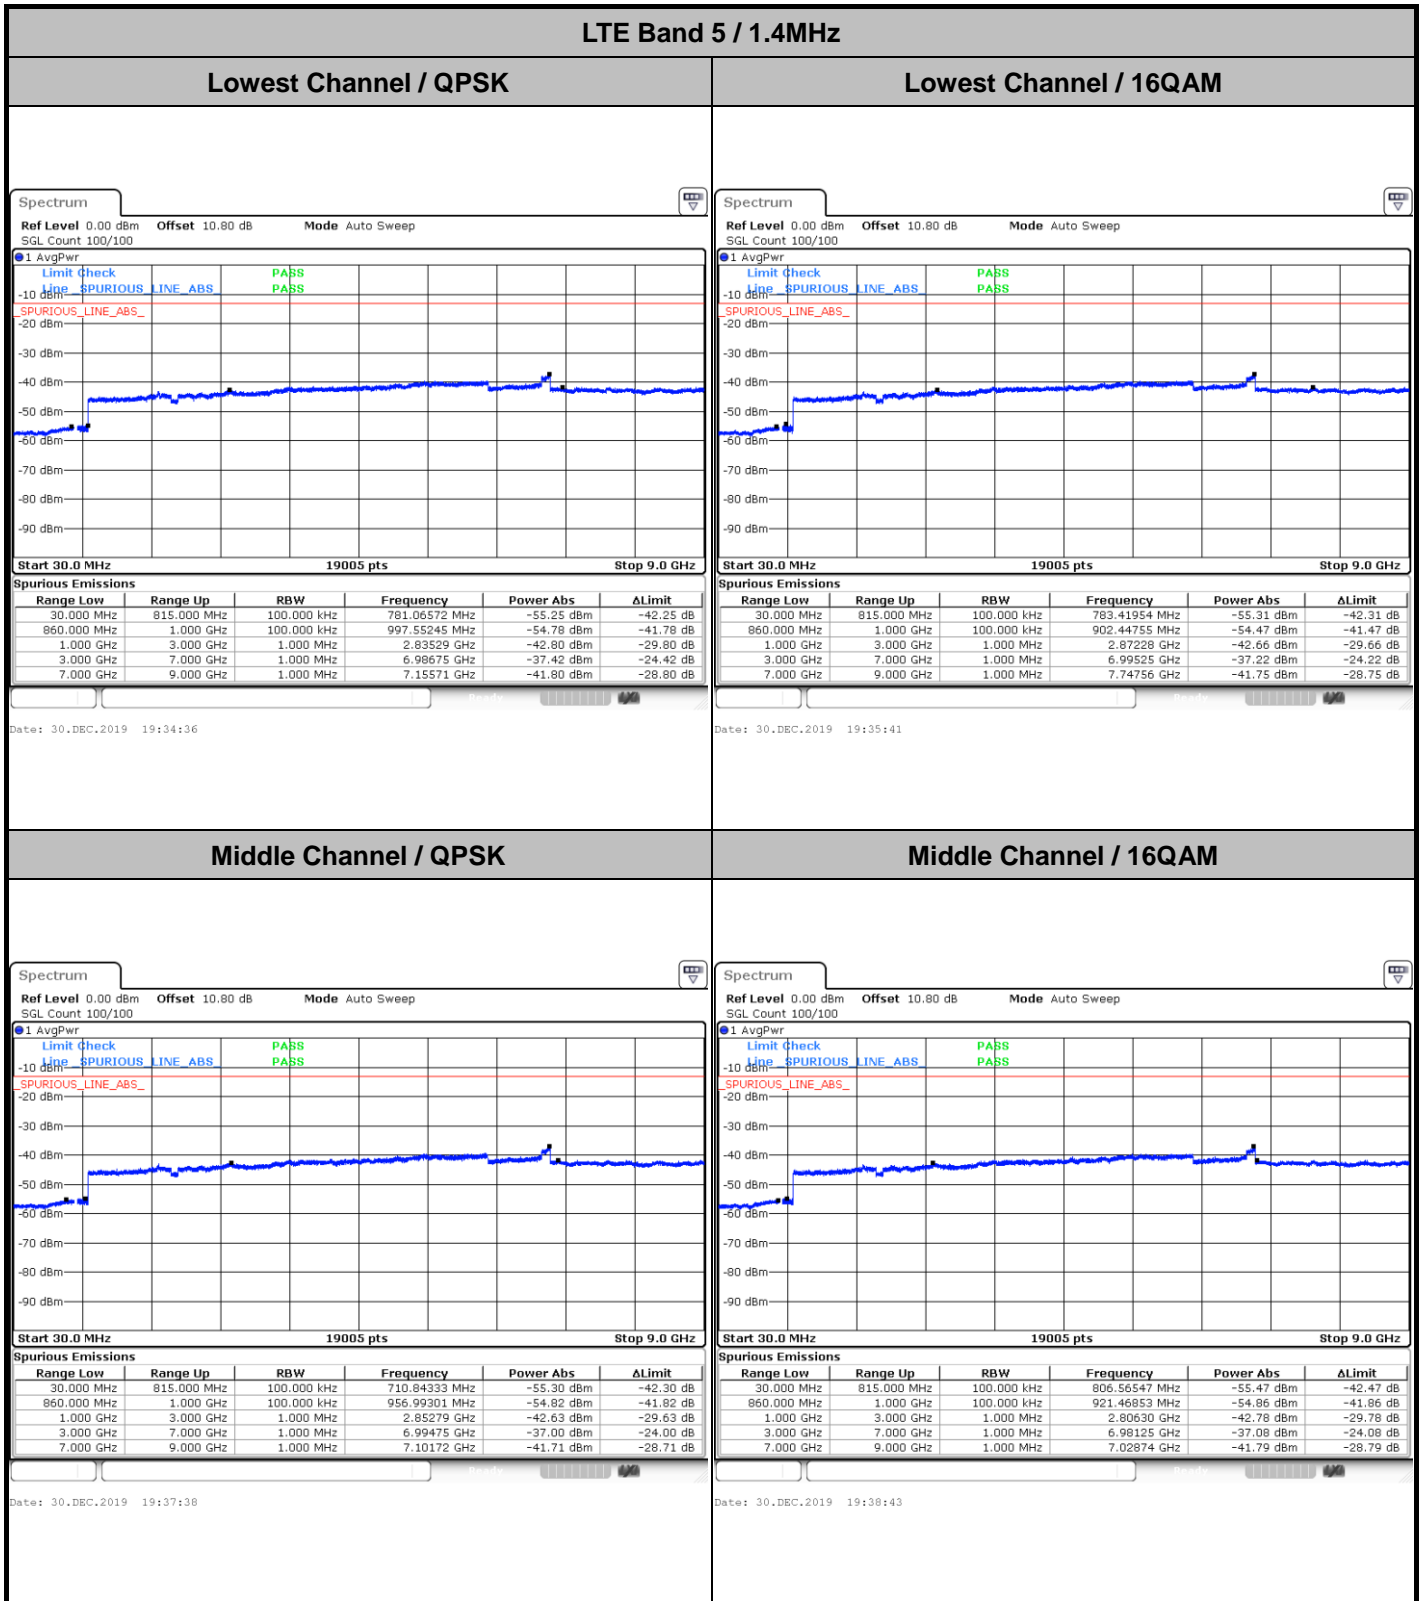 LTE Band 5 / 1.4MHz
Lowest Channel / QPSK
Lowest Channel / 16QAM
Spectrum
Ref Level 0.00 dBm Offset 10.80 dB Mode Auto Sweep
SGL Count 100/100
1 AvgPwr
Limit Check PASS
Line _SPURIOUS_LINE_ABS_ PASS
-10 dBm
_SPURIOUS_LINE_ABS_
-20 dBm
-30 dBm
-40 dBm
-50 dBm
-60 dBm
-70 dBm
-80 dBm
-90 dBm
Start 30.0 MHz 19005 pts Stop 9.0 GHz
Spurious Emissions
Range Low Range Up RBW Frequency Power Abs ΔLimit
30.000 MHz 815.000 MHz 100.000 kHz 781.06572 MHz -55.25 dBm -42.25 dB
860.000 MHz 1.000 GHz 100.000 kHz 997.55245 MHz -54.78 dBm -41.78 dB
1.000 GHz 3.000 GHz 1.000 MHz 2.83529 GHz -42.80 dBm -29.80 dB
3.000 GHz 7.000 GHz 1.000 MHz 6.98675 GHz -37.42 dBm -24.42 dB
7.000 GHz 9.000 GHz 1.000 MHz 7.15571 GHz -41.80 dBm -28.80 dB
Date: 30.DEC.2019 19:34:36
Spectrum
Ref Level 0.00 dBm Offset 10.80 dB Mode Auto Sweep
SGL Count 100/100
1 AvgPwr
Limit Check PASS
Line _SPURIOUS_LINE_ABS_ PASS
-10 dBm
_SPURIOUS_LINE_ABS_
-20 dBm
-30 dBm
-40 dBm
-50 dBm
-60 dBm
-70 dBm
-80 dBm
-90 dBm
Start 30.0 MHz 19005 pts Stop 9.0 GHz
Spurious Emissions
Range Low Range Up RBW Frequency Power Abs ΔLimit
30.000 MHz 815.000 MHz 100.000 kHz 783.41954 MHz -55.31 dBm -42.31 dB
860.000 MHz 1.000 GHz 100.000 kHz 902.44755 MHz -54.47 dBm -41.47 dB
1.000 GHz 3.000 GHz 1.000 MHz 2.87228 GHz -42.66 dBm -29.66 dB
3.000 GHz 7.000 GHz 1.000 MHz 6.99525 GHz -37.22 dBm -24.22 dB
7.000 GHz 9.000 GHz 1.000 MHz 7.74756 GHz -41.75 dBm -28.75 dB
Ready
Date: 30.DEC.2019 19:35:41
Middle Channel / QPSK
Middle Channel / 16QAM
Spectrum
Ref Level 0.00 dBm Offset 10.80 dB Mode Auto Sweep
SGL Count 100/100
1 AvgPwr
Limit Check PASS
Line _SPURIOUS_LINE_ABS_ PASS
-10 dBm
_SPURIOUS_LINE_ABS_
-20 dBm
-30 dBm
-40 dBm
-50 dBm
-60 dBm
-70 dBm
-80 dBm
-90 dBm
Start 30.0 MHz 19005 pts Stop 9.0 GHz
Spurious Emissions
Range Low Range Up RBW Frequency Power Abs ΔLimit
30.000 MHz 815.000 MHz 100.000 kHz 710.84333 MHz -55.30 dBm -42.30 dB
860.000 MHz 1.000 GHz 100.000 kHz 956.99301 MHz -54.82 dBm -41.82 dB
1.000 GHz 3.000 GHz 1.000 MHz 2.85279 GHz -42.63 dBm -29.63 dB
3.000 GHz 7.000 GHz 1.000 MHz 6.99475 GHz -37.00 dBm -24.00 dB
7.000 GHz 9.000 GHz 1.000 MHz 7.10172 GHz -41.71 dBm -28.71 dB
Ready
Date: 30.DEC.2019 19:37:38
Spectrum
Ref Level 0.00 dBm Offset 10.80 dB Mode Auto Sweep
SGL Count 100/100
1 AvgPwr
Limit Check PASS
Line _SPURIOUS_LINE_ABS_ PASS
-10 dBm
_SPURIOUS_LINE_ABS_
-20 dBm
-30 dBm
-40 dBm
-50 dBm
-60 dBm
-70 dBm
-80 dBm
-90 dBm
Start 30.0 MHz 19005 pts Stop 9.0 GHz
Spurious Emissions
Range Low Range Up RBW Frequency Power Abs ΔLimit
30.000 MHz 815.000 MHz 100.000 kHz 806.56547 MHz -55.47 dBm -42.47 dB
860.000 MHz 1.000 GHz 100.000 kHz 921.46853 MHz -54.86 dBm -41.86 dB
1.000 GHz 3.000 GHz 1.000 MHz 2.80630 GHz -42.78 dBm -29.78 dB
3.000 GHz 7.000 GHz 1.000 MHz 6.98125 GHz -37.08 dBm -24.08 dB
7.000 GHz 9.000 GHz 1.000 MHz 7.02874 GHz -41.79 dBm -28.79 dB
Date: 30.DEC.2019 19:38:43